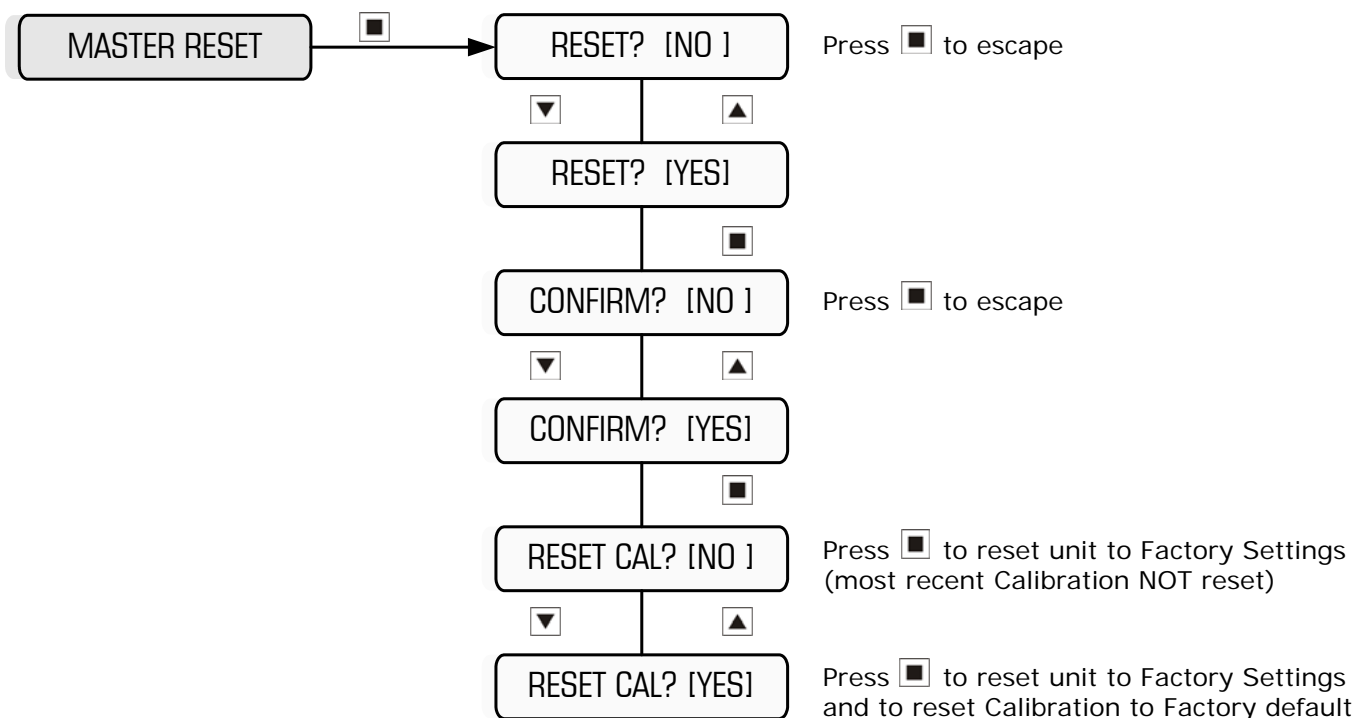 MASTER RESET
RESET? [NO ]
Press ■ to escape
▼ ▲
RESET? [YES]
CONFIRM? [NO ]
Press ■ to escape
▼ ▲
CONFIRM? [YES]
RESET CAL? [NO ]
Press ■ to reset unit to Factory Settings
(most recent Calibration NOT reset)
▼ ▲
RESET CAL? [YES]
Press ■ to reset unit to Factory Settings
and to reset Calibration to Factory default